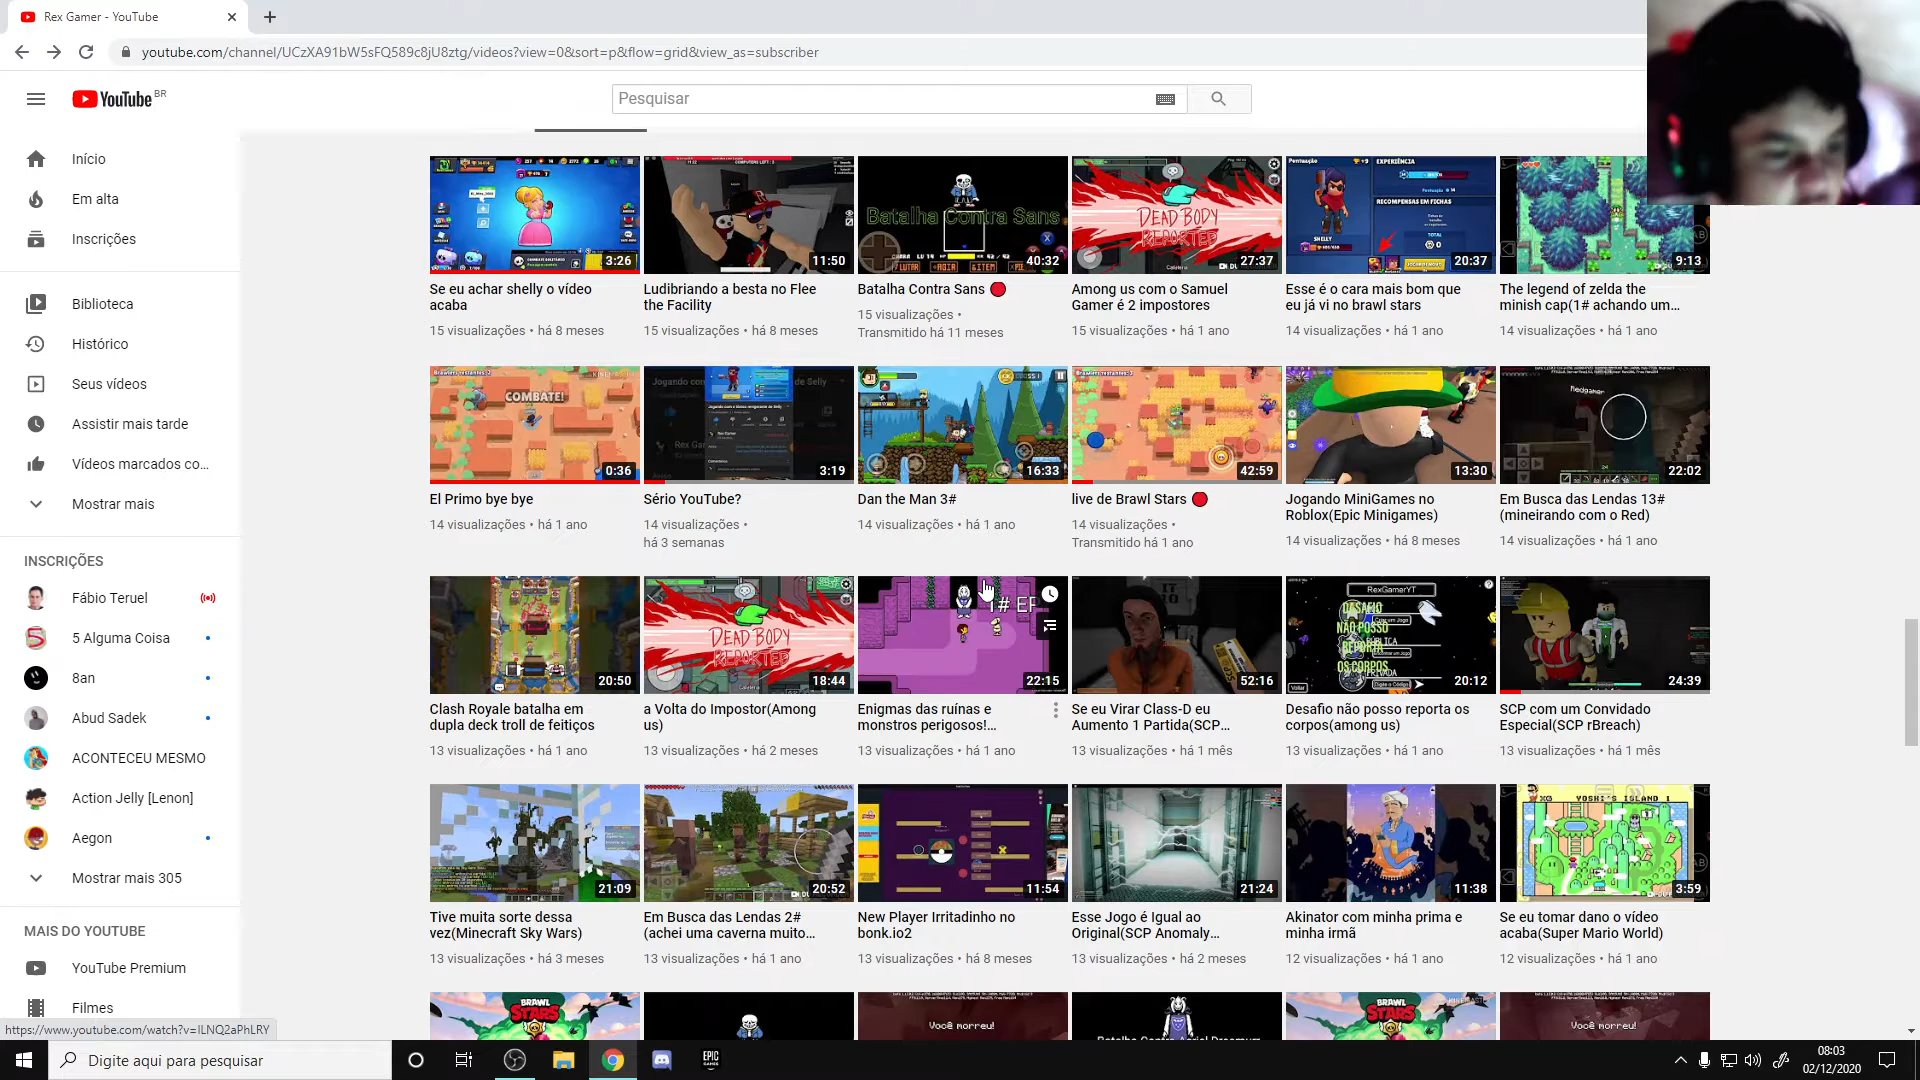 Rex Gamer - YouTube
youtube.com/channel/UCzXA91bW5sFQ589c8jU8ztg/videos?view=0&sort=p&flow=grid&view_as=subscriber
YouTube BR
Pesquisar
Início
Em alta
Inscrições
Biblioteca
Histórico
Seus vídeos
Assistir mais tarde
Vídeos marcados co...
Mostrar mais
INSCRIÇÕES
Fábio Teruel
5 Alguma Coisa
8an
Abud Sadek
ACONTECEU MESMO
Action Jelly [Lenon]
Aegon
Mostrar mais 305
MAIS DO YOUTUBE
YouTube Premium
Filmes
https://www.youtube.com/watch?v=ILNQ2aPhLRY
3:26
Se eu achar shelly o vídeo
acaba
15 visualizações • há 8 meses
11:50
Ludibriando a besta no Flee
the Facility
15 visualizações • há 8 meses
Batalha Contra Sans
40:32
Batalha Contra Sans
15 visualizações •
Transmitido há 11 meses
DEAD BODY
REPORTED
27:37
Among us com o Samuel
Gamer é 2 impostores
15 visualizações • há 1 ano
EXPERIÊNCIA
RECOMPENSAS EM FICHAS
SHELLY
TOTAL
0
20:37
Esse é o cara mais bom que
eu já vi no brawl stars
14 visualizações • há 1 ano
9:13
The legend of zelda the
minish cap(1# achando um...
14 visualizações • há 1 ano
COMBATE!
0:36
El Primo bye bye
14 visualizações • há 1 ano
3:19
Sério YouTube?
14 visualizações •
há 3 semanas
16:33
Dan the Man 3#
14 visualizações • há 1 ano
42:59
live de Brawl Stars
14 visualizações •
Transmitido há 1 ano
13:30
Jogando MiniGames no
Roblox(Epic Minigames)
14 visualizações • há 8 meses
Redgamer
22:02
Em Busca das Lendas 13#
(mineirando com o Red)
14 visualizações • há 1 ano
20:50
Clash Royale batalha em
dupla deck troll de feitiços
13 visualizações • há 1 ano
DEAD BODY
REPORTED
18:44
a Volta do Impostor(Among
us)
13 visualizações • há 2 meses
1# EP
22:15
Enigmas das ruínas e
monstros perigosos!...
13 visualizações • há 1 ano
52:16
Se eu Virar Class-D eu
Aumento 1 Partida(SCP...
13 visualizações • há 1 mês
RexGamerYT
DESAFIO
NÃO POSSO
REPORTA
OS CORPOS
20:12
Desafio não posso reporta os
corpos(among us)
13 visualizações • há 1 ano
24:39
SCP com um Convidado
Especial(SCP rBreach)
13 visualizações • há 1 mês
21:09
Tive muita sorte dessa
vez(Minecraft Sky Wars)
13 visualizações • há 3 meses
20:52
Em Busca das Lendas 2#
(achei uma caverna muito...
13 visualizações • há 1 ano
11:54
New Player Irritadinho no
bonk.io2
13 visualizações • há 8 meses
21:24
Esse Jogo é Igual ao
Original(SCP Anomaly...
13 visualizações • há 2 meses
11:38
Akinator com minha prima e
minha irmã
12 visualizações • há 1 ano
YOSHI'S ISLAND 1
3:59
Se eu tomar dano o vídeo
acaba(Super Mario World)
12 visualizações • há 1 ano
BRAWL
STARS
Você morreu!
BRAWL
STARS
Você morreu!
Digite aqui para pesquisar
EPIC
GAMES
08:03
02/12/2020